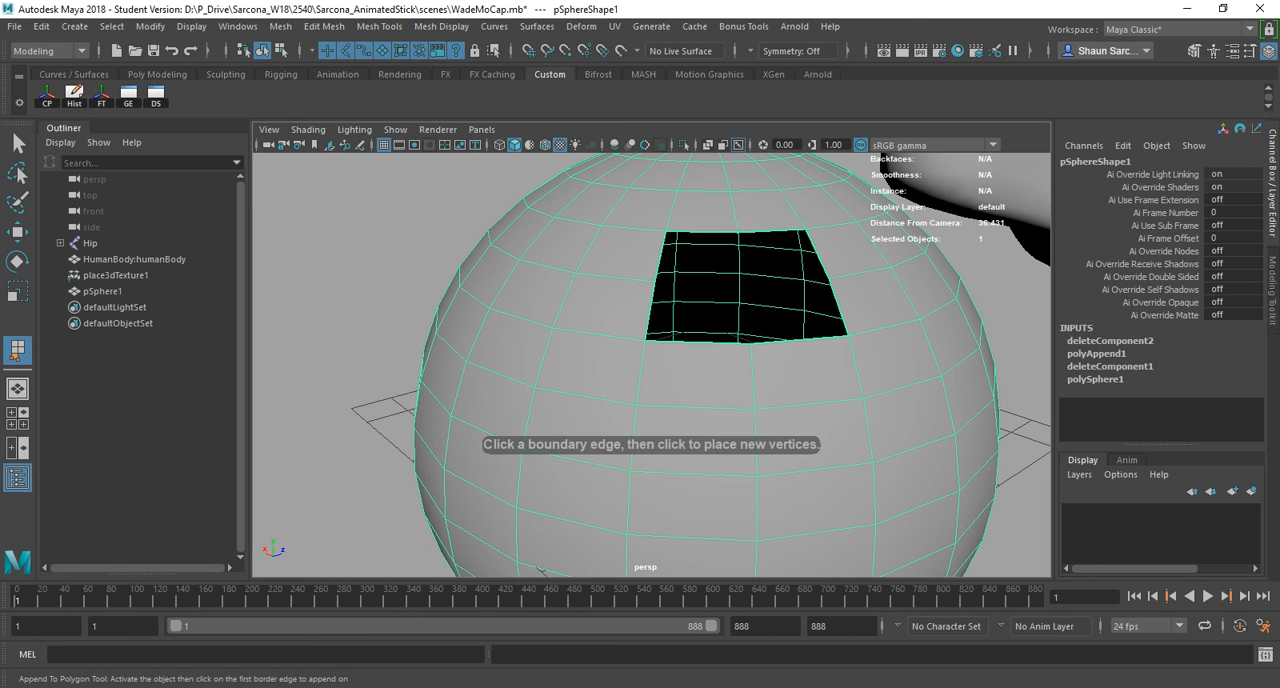 Autodesk Maya 2018 - Student Version: D:\P_Drive\Sarcona_W18\2540\Sarcona_AnimatedStick\scenes\WadeMoCap.mb* --- pSphereShape1
File Edit Create Select Modify Display Windows Mesh Edit Mesh Mesh Tools Mesh Display Curves Surfaces Deform UV Generate Cache Bonus Tools Arnold Help
Workspace : Maya Classic*
Modeling No Live Surface Symmetry: Off Shaun Sarc...
Curves / Surfaces Poly Modeling Sculpting Rigging Animation Rendering FX FX Caching Custom Bifrost MASH Motion Graphics XGen Arnold
CP Hist FT GE DS
Outliner
Display Show Help
Search...
persp
top
front
side
Hip
HumanBody:humanBody
place3dTexture1
pSphere1
defaultLightSet
defaultObjectSet
View Shading Lighting Show Renderer Panels
0.00 1.00 sRGB gamma
Backfaces: N/A
Smoothness: N/A
Instance: N/A
Display Layer: default
Distance From Camera: 36.431
Selected Objects: 1
Click a boundary edge, then click to place new vertices.
persp
Channels Edit Object Show
pSphereShape1
Ai Override Light Linking on
Ai Override Shaders on
Ai Use Frame Extension off
Ai Frame Number 0
Ai Use Sub Frame off
Ai Frame Offset 0
Ai Override Nodes off
Ai Override Receive Shadows off
Ai Override Double Sided off
Ai Override Self Shadows off
Ai Override Opaque off
Ai Override Matte off
INPUTS
deleteComponent2
polyAppend1
deleteComponent1
polySphere1
Display Anim
Layers Options Help
Channel Box / Layer Editor
Modeling Toolkit
0 20 40 60 80 100 120 140 160 180 200 220 240 260 280 300 320 340 360 380 400 420 440 460 480 500 520 540 560 580 600 620 640 660 680 700 720 740 760 780 800 820 840 860 880
1 1
1 1 1 888 888 888 No Character Set No Anim Layer 24 fps
MEL
Append To Polygon Tool: Activate the object then click on the first border edge to append on